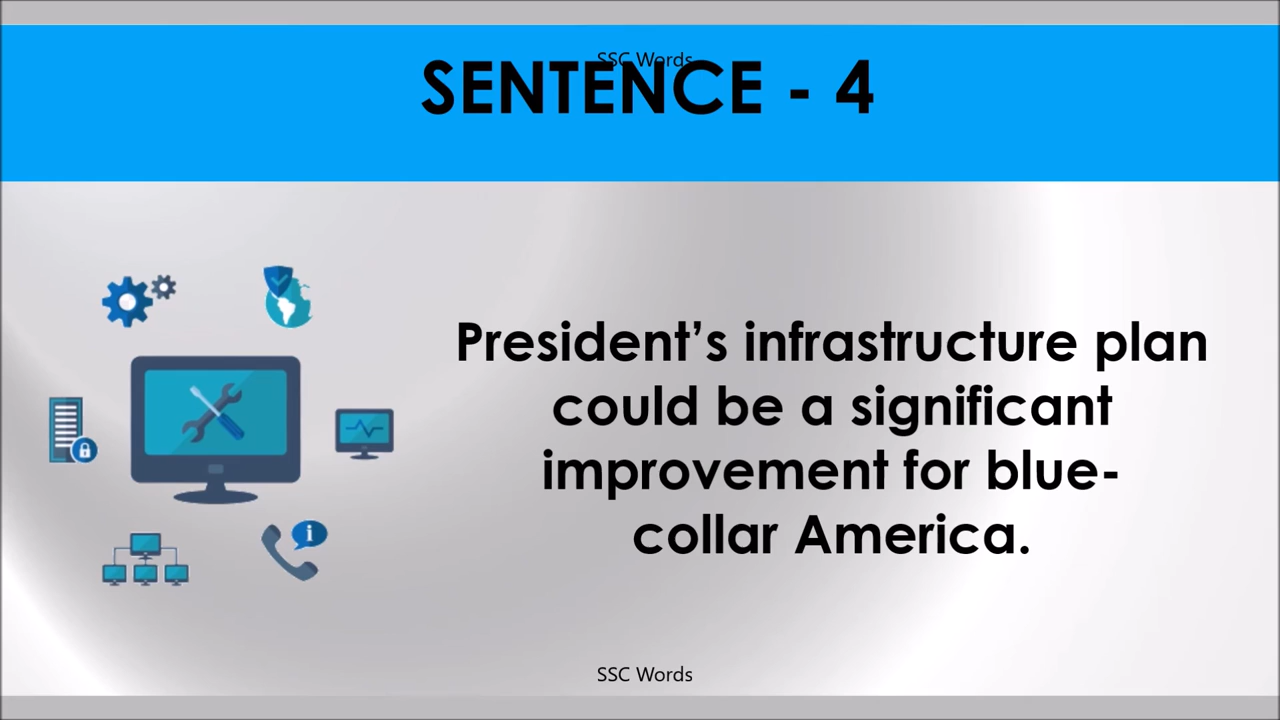 SSC Words
SENTENCE - 4
President’s infrastructure plan
could be a significant
improvement for blue-
collar America.
SSC Words